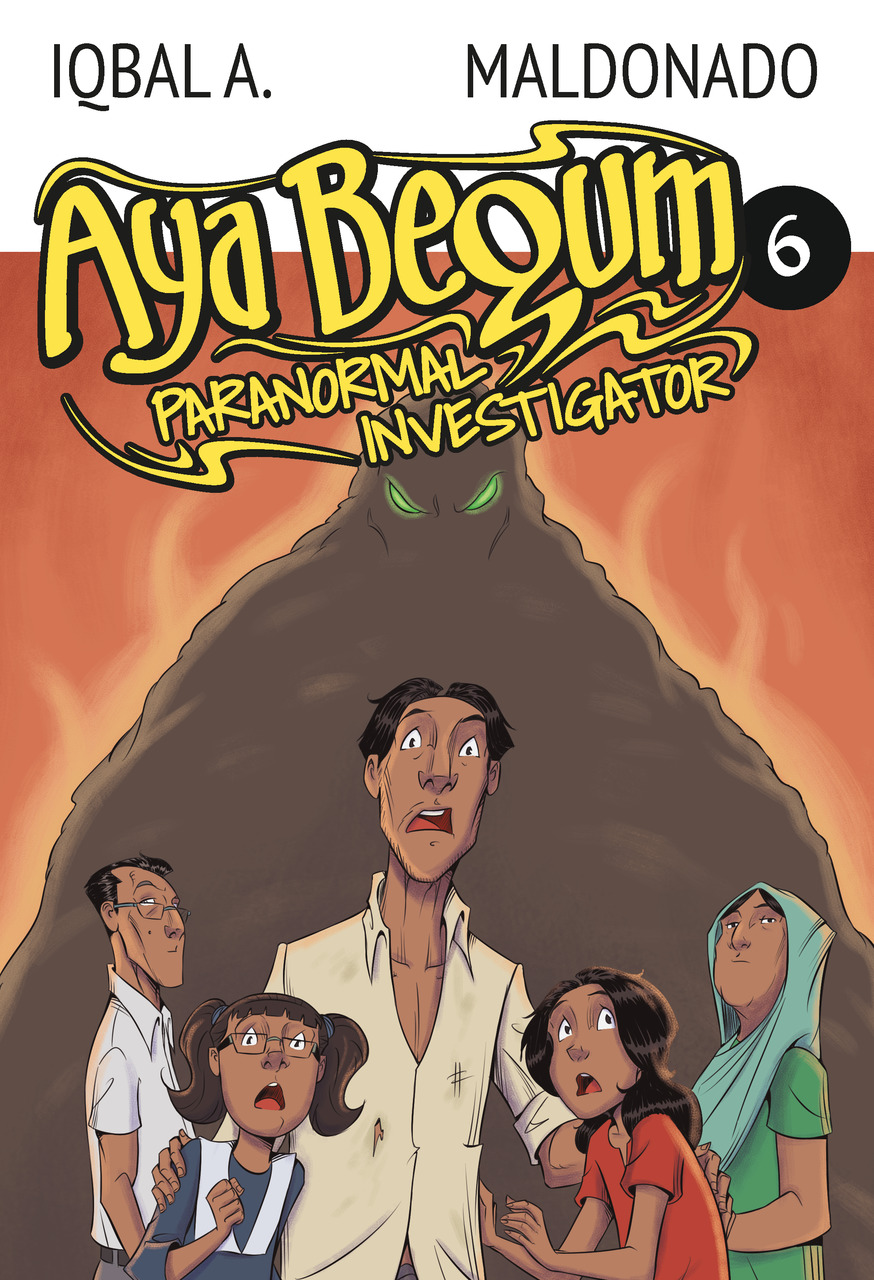 IQBAL A. MALDONADO
Aya Begum
6
PARANORMAL
INVESTIGATOR